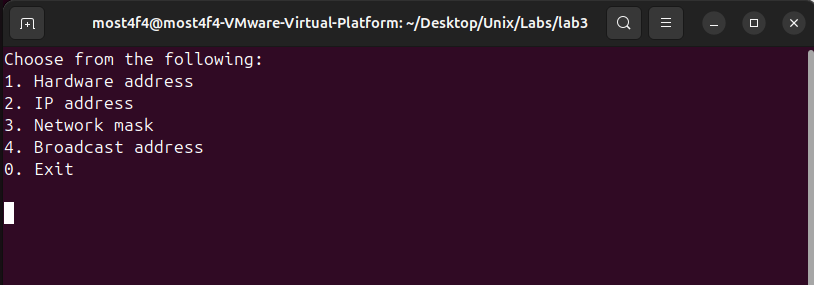 most4f4@most4f4-VMware-Virtual-Platform: ~/Desktop/Unix/Labs/lab3
Choose from the following:
1. Hardware address
2. IP address
3. Network mask
4. Broadcast address
0. Exit